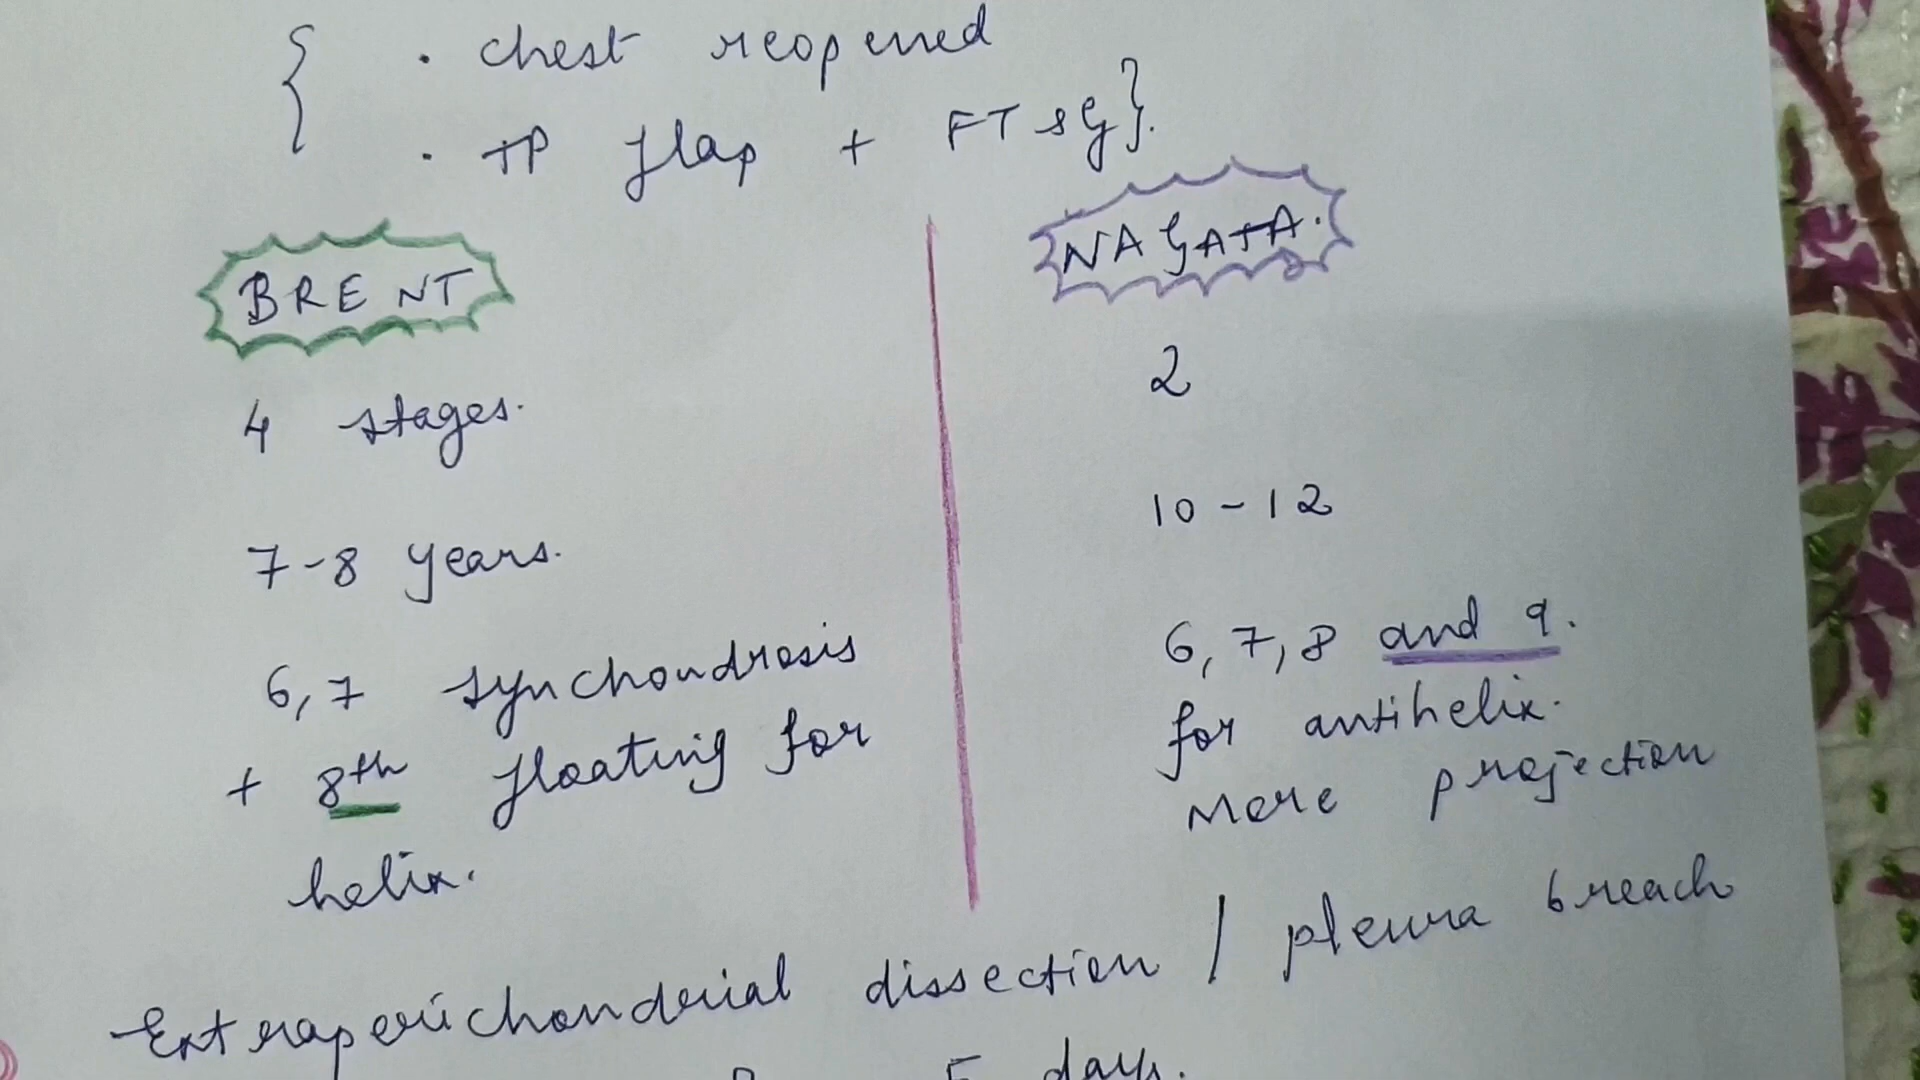 { . chest reopened
. TP flap + FTSG}.
BRENT
NAGATA.
4 stages.
2
7-8 years.
10-12
6,7 synchondrosis
+ 8th floating for
helix.
6,7,8 and 9.
for antihelix.
More projection
Extraperichondrial dissection / pleura breach
5 days.